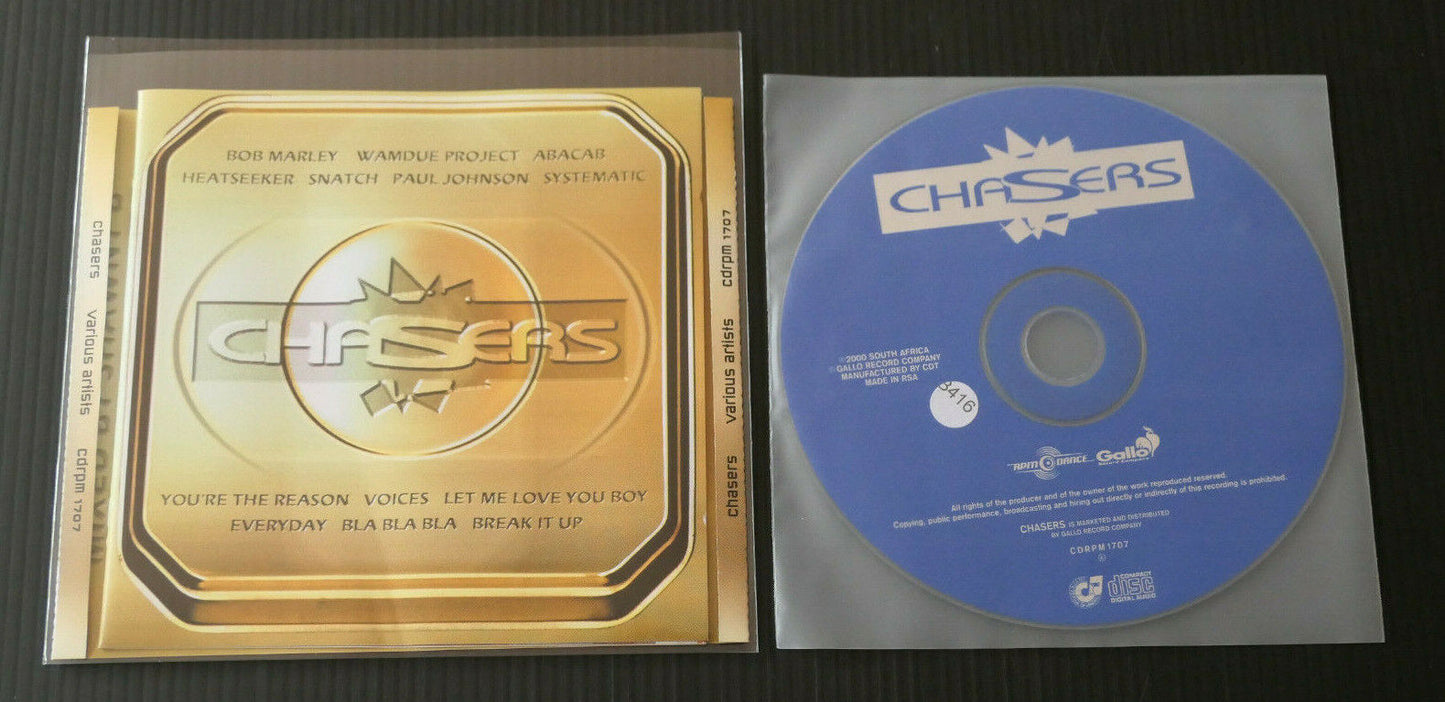 BOB MARLEY WAMDUE PROJECT ABACAB
HEATSEEKER SNATCH PAUL JOHNSON SYSTEMATIC
CHASERS
YOU'RE THE REASON VOICES LET ME LOVE YOU BOY
EVERYDAY BLA BLA BLA BREAK IT UP
chasers various artists cdrpm 1707
chasers various artists cdrpm 1707
CHASERS
℗2000 SOUTH AFRICA
© GALLO RECORD COMPANY
MANUFACTURED BY CDT
MADE IN RSA
3416
RPM DANCE
Gallo
Record Company
All rights of the producer and of the owner of the work reproduced reserved.
Copying, public performance, broadcasting and hiring out directly or indirectly of this recording is prohibited.
CHASERS IS MARKETED AND DISTRIBUTED
BY GALLO RECORD COMPANY
CDRPM1707
COMPACT
disc
DIGITAL AUDIO